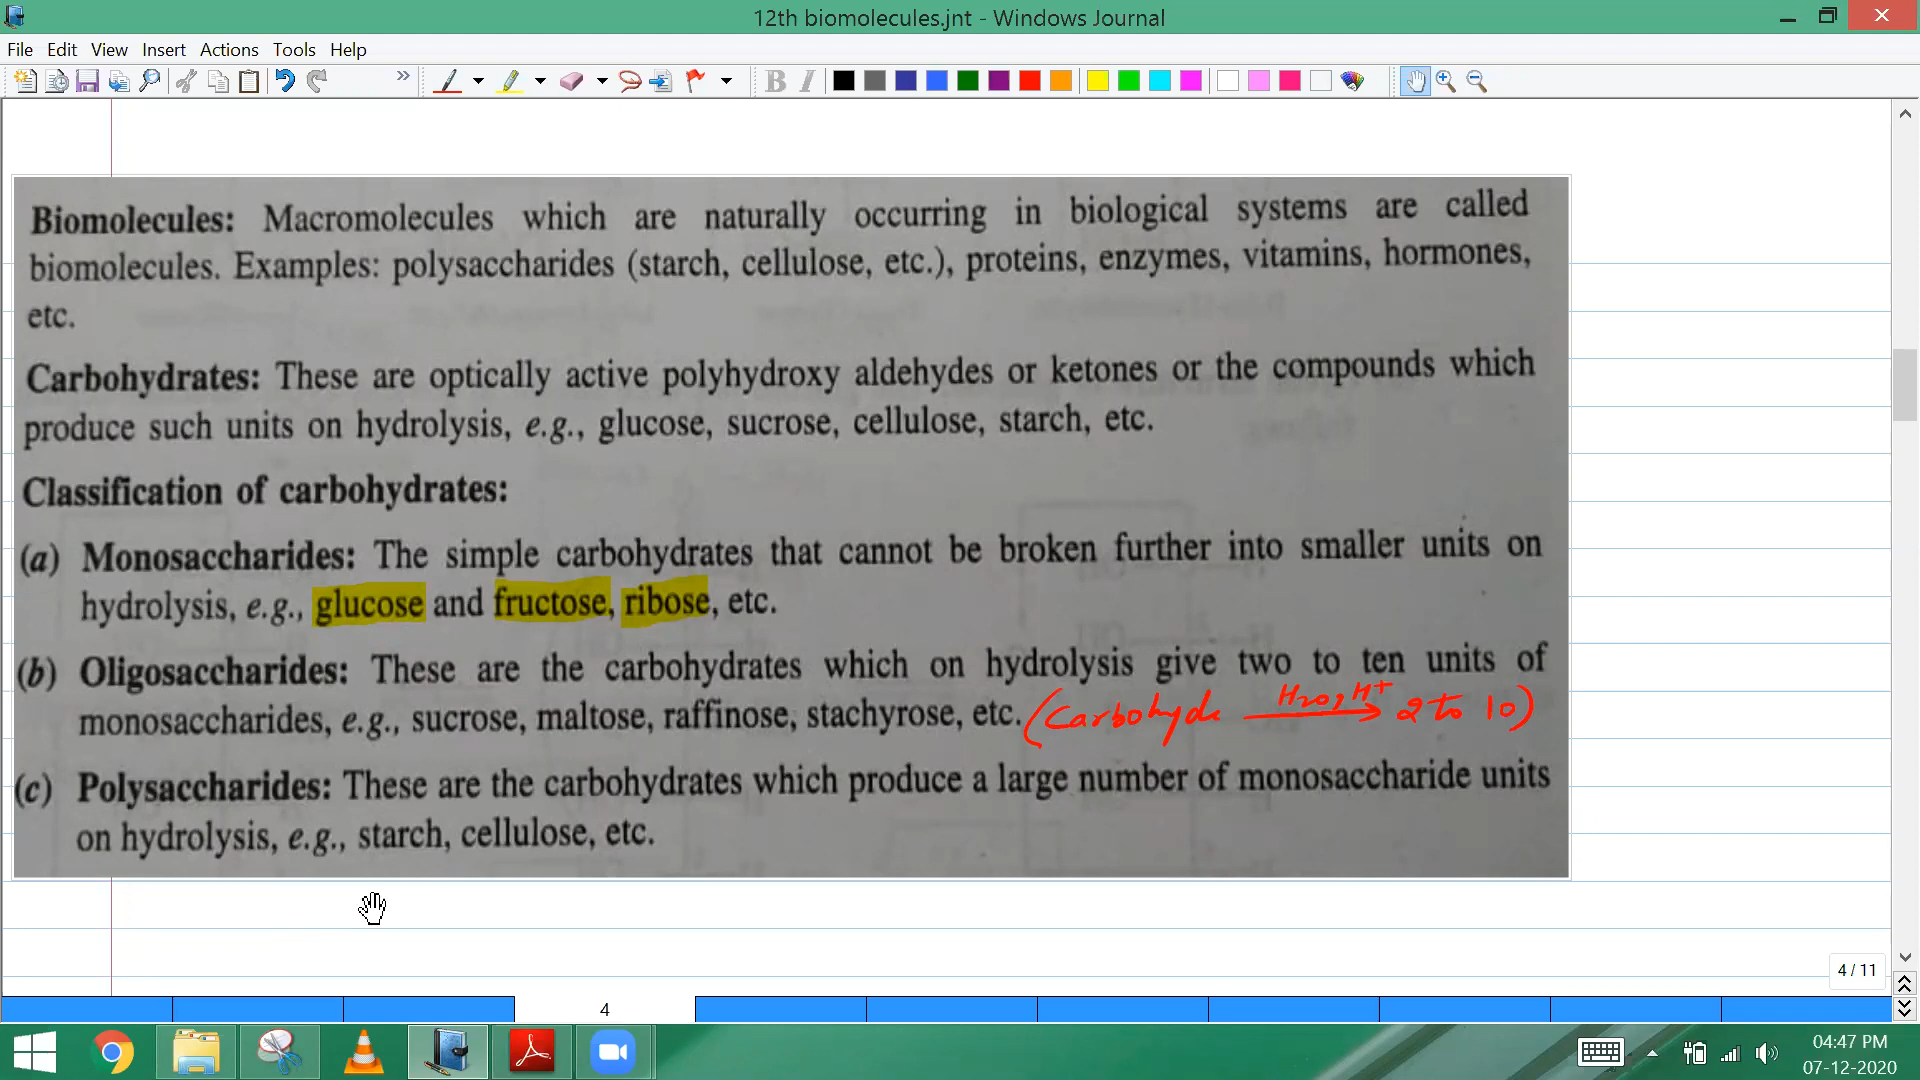 12th biomolecules.jnt - Windows Journal
File Edit View Insert Actions Tools Help
B I
Biomolecules: Macromolecules which are naturally occurring in biological systems are called
biomolecules. Examples: polysaccharides (starch, cellulose, etc.), proteins, enzymes, vitamins, hormones,
etc.
Carbohydrates: These are optically active polyhydroxy aldehydes or ketones or the compounds which
produce such units on hydrolysis, e.g., glucose, sucrose, cellulose, starch, etc.
Classification of carbohydrates:
(a) Monosaccharides: The simple carbohydrates that cannot be broken further into smaller units on
hydrolysis, e.g., glucose and fructose, ribose, etc.
(b) Oligosaccharides: These are the carbohydrates which on hydrolysis give two to ten units of
monosaccharides, e.g., sucrose, maltose, raffinose, stachyrose, etc. (Carbohyde H2O, H+ 2 to 10)
(c) Polysaccharides: These are the carbohydrates which produce a large number of monosaccharide units
on hydrolysis, e.g., starch, cellulose, etc.
4 / 11
4
04:47 PM
07-12-2020